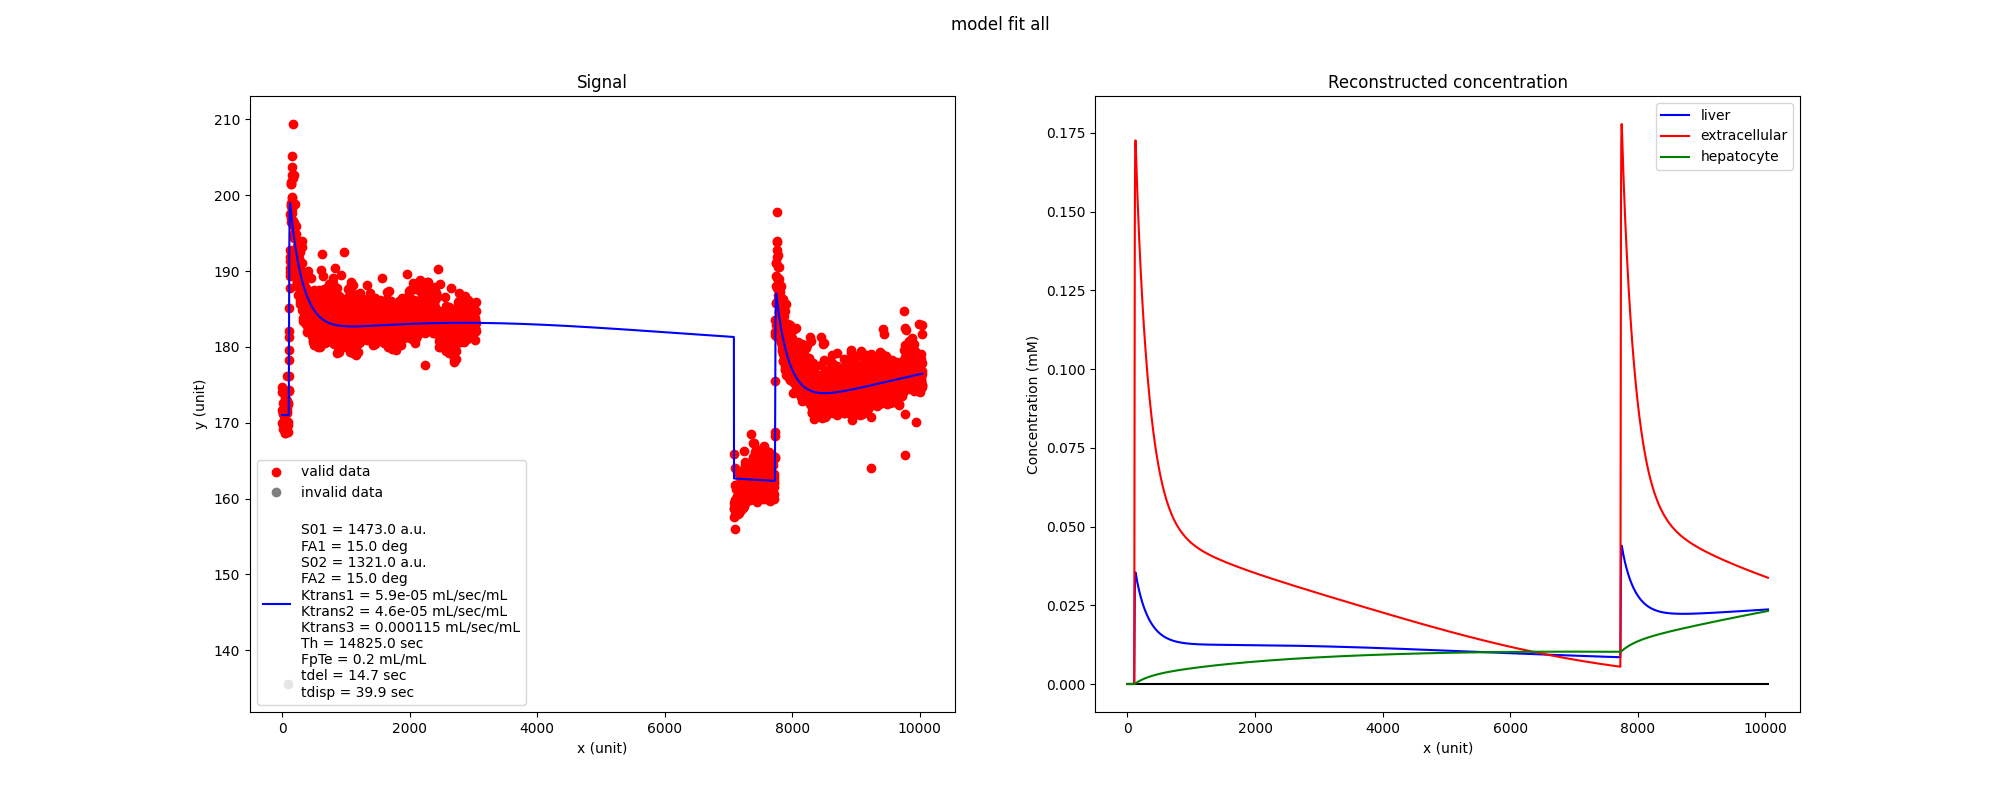 model fit all
Signal
210
200
190
180
170
160
150
140
y (unit)
valid data
invalid data
S01 = 1473.0 a.u.
FA1 = 15.0 deg
S02 = 1321.0 a.u.
FA2 = 15.0 deg
Ktrans1 = 5.9e-05 mL/sec/mL
Ktrans2 = 4.6e-05 mL/sec/mL
Ktrans3 = 0.000115 mL/sec/mL
Th = 14825.0 sec
FpTe = 0.2 mL/mL
tdel = 14.7 sec
tdisp = 39.9 sec
0 2000 4000 6000 8000 10000
x (unit)
Reconstructed concentration
liver
extracellular
hepatocyte
0.175
0.150
0.125
0.100
0.075
0.050
0.025
0.000
Concentration (mM)
0 2000 4000 6000 8000 10000
x (unit)